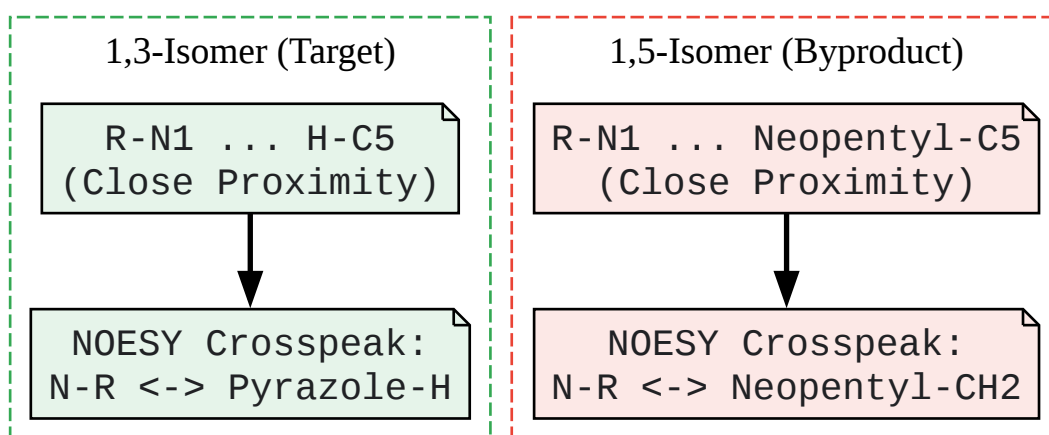 1,3-Isomer (Target)
R-N1 ... H-C5
(Close Proximity)
NOESY Crosspeak:
N-R <-> Pyrazole-H
1,5-Isomer (Byproduct)
R-N1 ... Neopentyl-C5
(Close Proximity)
NOESY Crosspeak:
N-R <-> Neopentyl-CH2